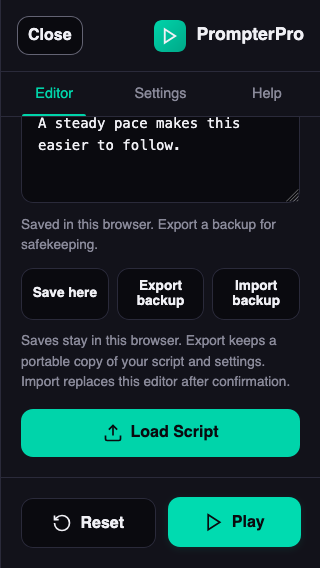 Close
PrompterPro
Editor
Settings
Help
A steady pace makes this
easier to follow.
Saved in this browser. Export a backup for
safekeeping.
Save here
Export
backup
Import
backup
Saves stay in this browser. Export keeps a
portable copy of your script and settings.
Import replaces this editor after confirmation.
Load Script
Reset
Play